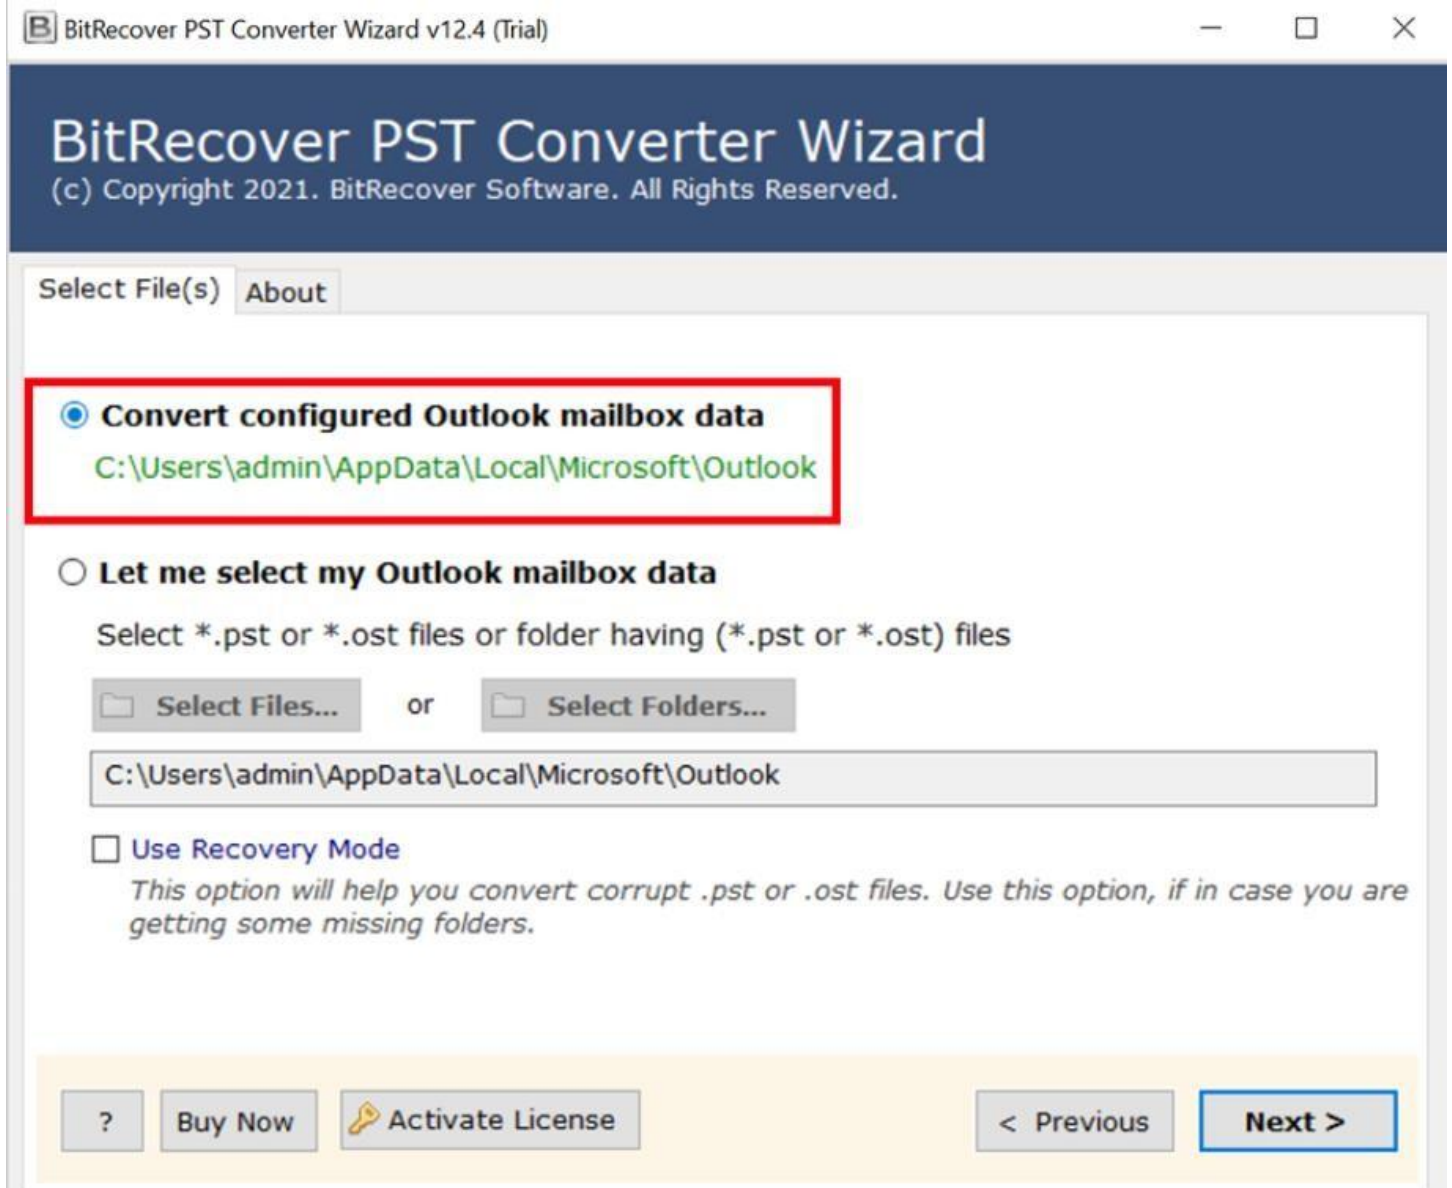 BitRecover PST Converter Wizard v12.4 (Trial)
BitRecover PST Converter Wizard
(c) Copyright 2021. BitRecover Software. All Rights Reserved.
Select File(s) About
Convert configured Outlook mailbox data
C:\Users\admin\AppData\Local\Microsoft\Outlook
Let me select my Outlook mailbox data
Select *.pst or *.ost files or folder having (*.pst or *.ost) files
Select Files... or Select Folders...
C:\Users\admin\AppData\Local\Microsoft\Outlook
Use Recovery Mode
This option will help you convert corrupt .pst or .ost files. Use this option, if in case you are
getting some missing folders.
? Buy Now Activate License < Previous Next >